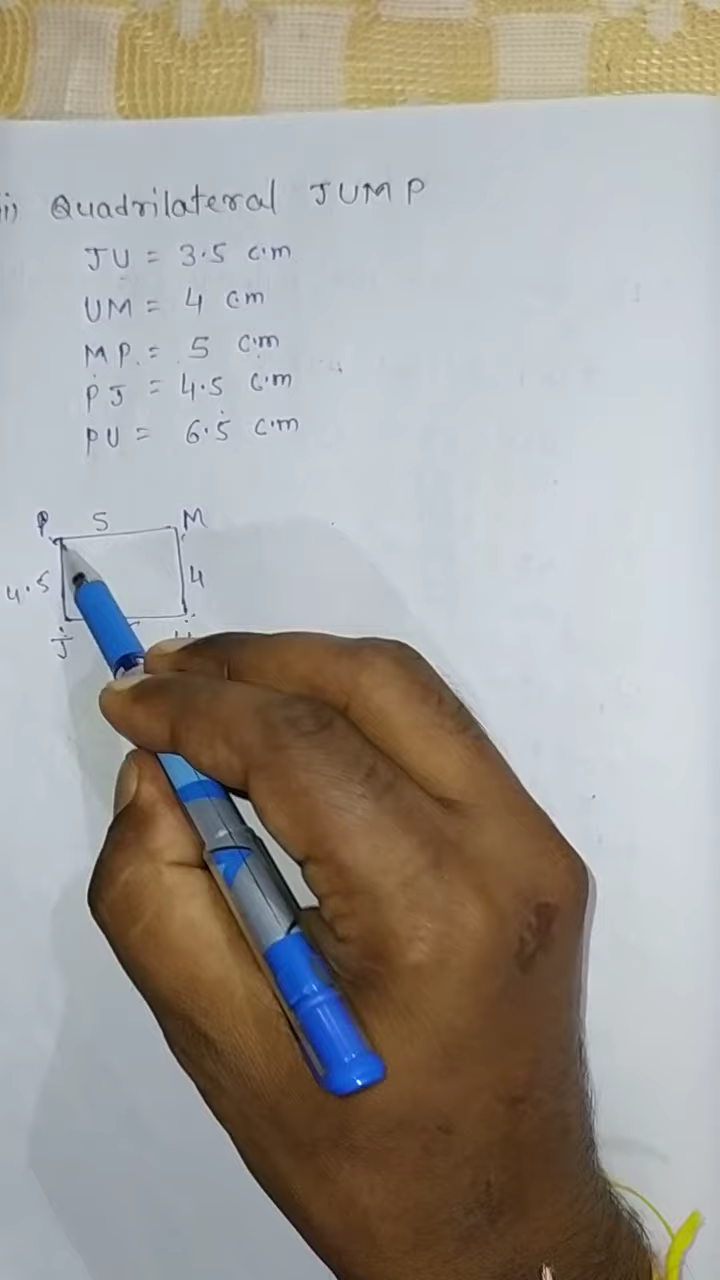 ii) Quadrilateral JUMP
JU = 3.5 cm
UM = 4 cm
MP = 5 cm
PJ = 4.5 cm
PU = 6.5 cm
P 5 M
4.5 4
J U